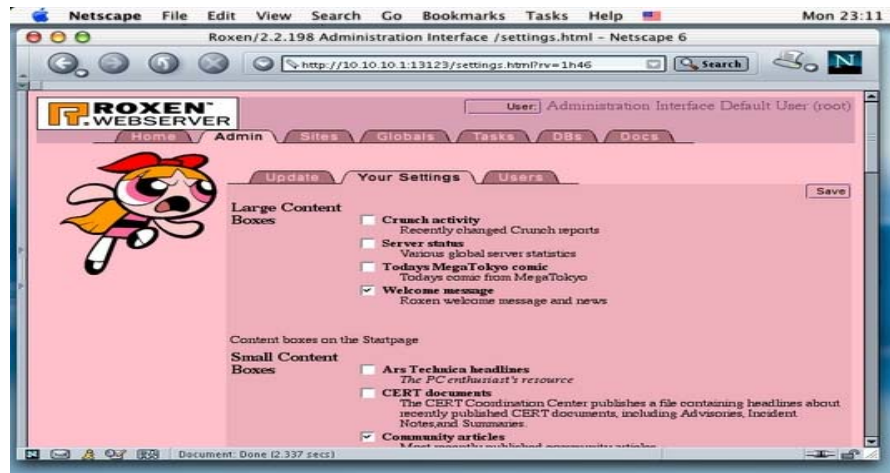 Netscape File Edit View Search Go Bookmarks Tasks Help Mon 23:11
Roxen/2.2.198 Administration Interface /settings.html - Netscape 6
http://10.10.10.1:13123/settings.html?rv=1h46 Search N
ROXEN
WEBSERVER
User: Administration Interface Default User (root)
Home Admin Sites Globals Tasks DBs Docs
Update Your Settings Users
Save
Large Content
Boxes
Crunch activity
Recently changed Crunch reports
Server status
Various global server statistics
Todays MegaTokyo comic
Todays comic from MegaTokyo
Welcome message
Roxen welcome message and news
Content boxes on the Startpage
Small Content
Boxes
Ars Technica headlines
The PC enthusiast's resource
CERT documents
The CERT Coordination Center publishes a file containing headlines about
recently published CERT documents, including Advisories, Incident
Notes,and Summaries.
Community articles
Most recently published community articles
Document: Done (2.337 secs)